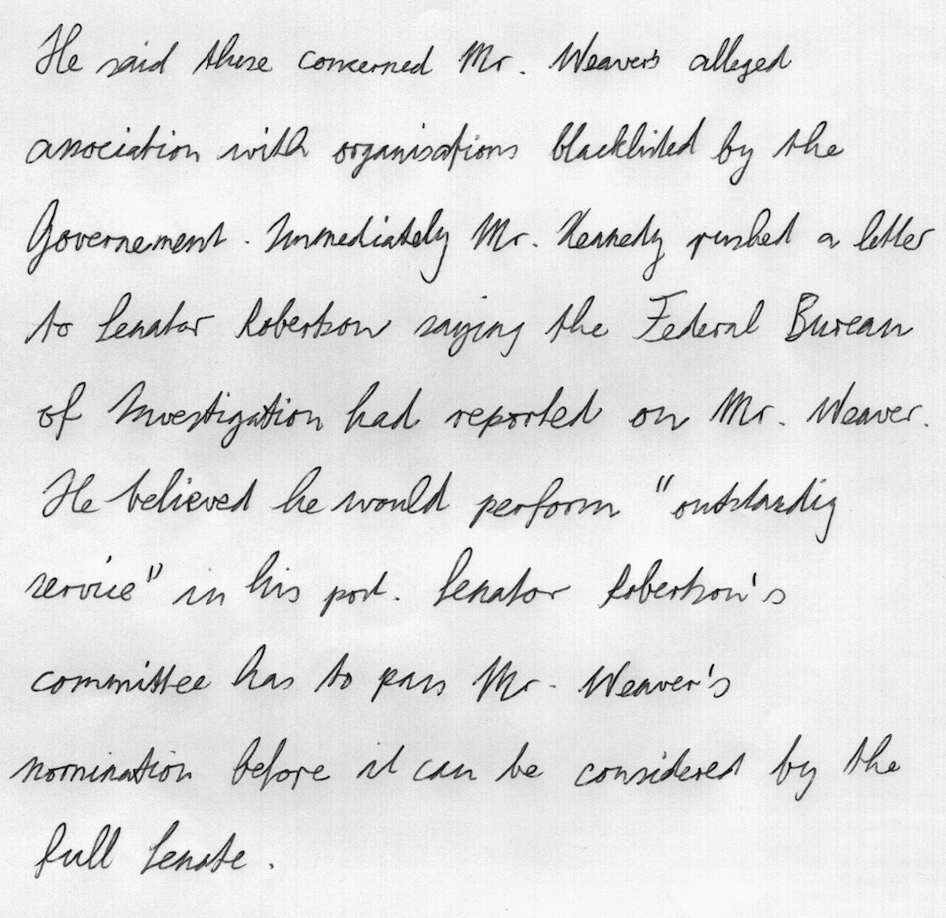 He said these concerned Mr. Weaver's alleged
association with organisations blacklisted by the
Governement. Immediately Mr. Kennedy rushed a letter
to Senator Robertson saying the Federal Bureau
of Investigation had reported on Mr. Weaver.
He believed he would perform "outstandig
service" in his post. Senator Robertson's
committee has to pass Mr. Weaver's
nomination before it can be considered by the
full Senate.